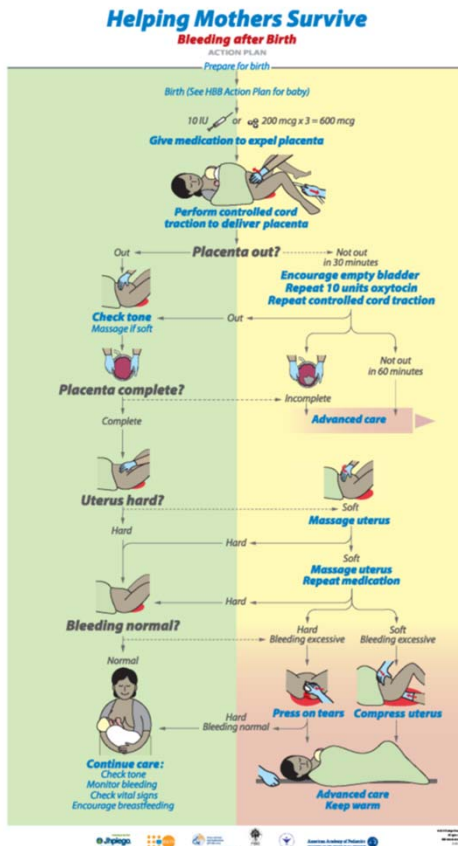 Helping Mothers Survive
Bleeding after Birth
ACTION PLAN
Prepare for birth
Birth (See HBB Action Plan for baby)
10 IU or 200 mcg x 3 = 600 mcg
Give medication to expel placenta
Perform controlled cord
traction to deliver placenta
Placenta out?
Out
Not out
in 30 minutes
Encourage empty bladder
Repeat 10 units oxytocin
Repeat controlled cord traction
Out
Check tone
Massage if soft
Not out
in 60 minutes
Placenta complete?
Incomplete
Complete
Advanced care
Uterus hard?
Soft
Massage uterus
Hard
Hard
Soft
Massage uterus
Repeat medication
Hard
Bleeding normal?
Hard
Bleeding excessive
Soft
Bleeding excessive
Normal
Press on tears
Compress uterus
Hard
Bleeding normal
Continue care:
Check tone
Monitor bleeding
Check vital signs
Encourage breastfeeding
Advanced care
Keep warm
Jhpiego
UNFPA
American Academy of Pediatrics